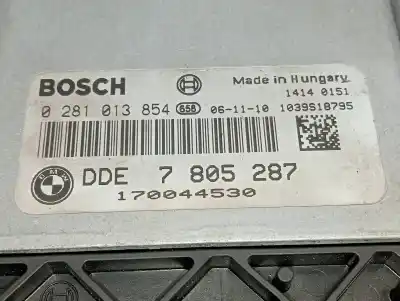 BOSCH
Made in Hungary
1414 0151
0 281 013 854 858 06-11-10 1039S18795
DDE 7 805 287
170044530